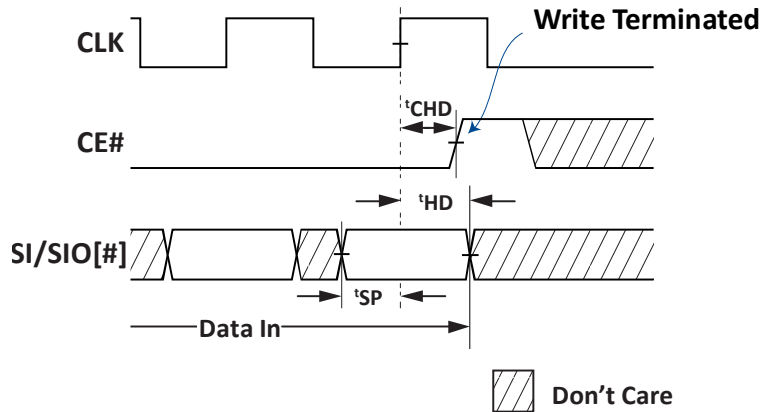 Write Terminated
CLK
tCHD
CE#
tHD
SI/SIO[#]
tSP
Data In
Don't Care